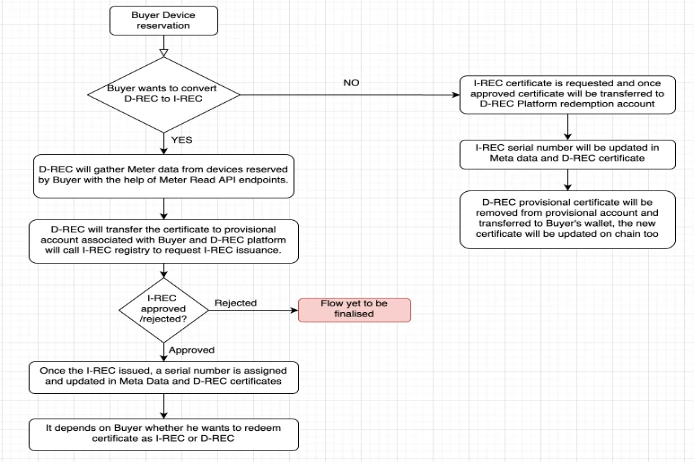 Buyer Device
reservation
Buyer wants to convert
D-REC to I-REC
NO
I-REC certificate is requested and once
approved certificate will be transferred to
D-REC Platform redemption account
YES
I-REC serial number will be updated in
Meta data and D-REC certificate
D-REC will gather Meter data from devices reserved
by Buyer with the help of Meter Read API endpoints.
D-REC provisional certificate will be
removed from provisional account and
transferred to Buyer's wallet, the new
certificate will be updated on chain too
D-REC will transfer the certificate to provisional
account associated with Buyer and D-REC platform
will call I-REC registry to request I-REC issuance.
I-REC
approved
/rejected?
Rejected
Flow yet to be
finalised
Approved
Once the I-REC issued, a serial number is assigned
and updated in Meta Data and D-REC certificates
It depends on Buyer whether he wants to redeem
certificate as I-REC or D-REC